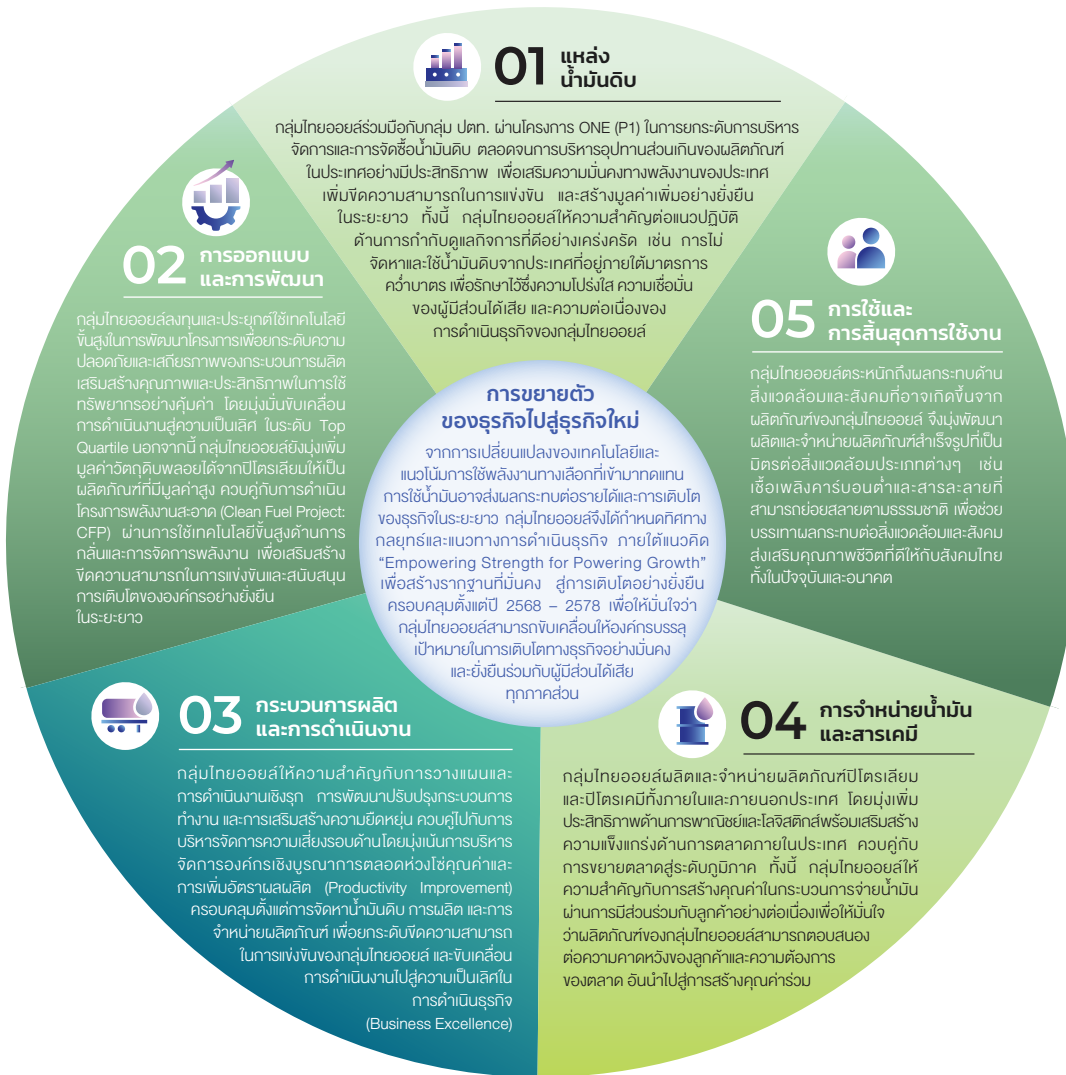 01 แหล่ง
น้ำมันดิบ
กลุ่มไทยออยล์ร่วมมือกับกลุ่ม ปตท. ผ่านโครงการ ONE (P1) ในการยกระดับการบริหาร
จัดการและการจัดซื้อน้ำมันดิบ ตลอดจนการบริหารอุปทานส่วนเกินของผลิตภัณฑ์
ในประเทศอย่างมีประสิทธิภาพ เพื่อเสริมความมั่นคงทางพลังงานของประเทศ
เพิ่มขีดความสามารถในการแข่งขัน และสร้างมูลค่าเพิ่มอย่างยั่งยืน
ในระยะยาว ทั้งนี้ กลุ่มไทยออยล์ให้ความสำคัญต่อแนวปฏิบัติ
ด้านการกำกับดูแลกิจการที่ดีอย่างเคร่งครัด เช่น การไม่
จัดหาและใช้น้ำมันดิบจากประเทศที่อยู่ภายใต้มาตรการ
คว่ำบาตร เพื่อรักษาไว้ซึ่งความโปร่งใส ความเชื่อมั่น
ของผู้มีส่วนได้เสีย และความต่อเนื่องของ
การดำเนินธุรกิจของกลุ่มไทยออยล์
02 การออกแบบ
และการพัฒนา
กลุ่มไทยออยล์ลงทุนและประยุกต์ใช้เทคโนโลยี
ขั้นสูงในการพัฒนาโครงการเพื่อยกระดับความ
ปลอดภัยและเสถียรภาพของกระบวนการผลิต
เสริมสร้างคุณภาพและประสิทธิภาพในการใช้
ทรัพยากรอย่างคุ้มค่า โดยมุ่งมั่นขับเคลื่อน
การดำเนินงานสู่ความเป็นเลิศ ในระดับ Top
Quartile นอกจากนี้ กลุ่มไทยออยล์ยังมุ่งเพิ่ม
มูลค่าวัตถุดิบพลอยได้จากปิโตรเลียมให้เป็น
ผลิตภัณฑ์ที่มีมูลค่าสูง ควบคู่กับการดำเนิน
โครงการพลังงานสะอาด (Clean Fuel Project:
CFP) ผ่านการใช้เทคโนโลยีขั้นสูงด้านการ
กลั่นและการจัดการพลังงาน เพื่อเสริมสร้าง
ขีดความสามารถในการแข่งขันและสนับสนุน
การเติบโตขององค์กรอย่างยั่งยืน
ในระยะยาว
03 กระบวนการผลิต
และการดำเนินงาน
กลุ่มไทยออยล์ให้ความสำคัญกับการวางแผนและ
การดำเนินงานเชิงรุก การพัฒนาปรับปรุงกระบวนการ
ทำงาน และการเสริมสร้างความยืดหยุ่น ควบคู่ไปกับการ
บริหารจัดการความเสี่ยงรอบด้านโดยมุ่งเน้นการบริหาร
จัดการองค์กรเชิงบูรณาการตลอดห่วงโซ่คุณค่าและ
การเพิ่มอัตราผลผลิต (Productivity Improvement)
ครอบคลุมตั้งแต่การจัดหาน้ำมันดิบ การผลิต และการ
จำหน่ายผลิตภัณฑ์ เพื่อยกระดับขีดความสามารถ
ในการแข่งขันของกลุ่มไทยออยล์ และขับเคลื่อน
การดำเนินงานไปสู่ความเป็นเลิศใน
การดำเนินธุรกิจ
(Business Excellence)
04 การจำหน่ายน้ำมัน
และสารเคมี
กลุ่มไทยออยล์ผลิตและจำหน่ายผลิตภัณฑ์ปิโตรเลียม
และปิโตรเคมีทั้งภายในและภายนอกประเทศ โดยมุ่งเพิ่ม
ประสิทธิภาพด้านการพาณิชย์และโลจิสติกส์พร้อมเสริมสร้าง
ความแข็งแกร่งด้านการตลาดภายในประเทศ ควบคู่กับ
การขยายตลาดสู่ระดับภูมิภาค ทั้งนี้ กลุ่มไทยออยล์ให้
ความสำคัญกับการสร้างคุณค่าในกระบวนการจ่ายน้ำมัน
ผ่านการมีส่วนร่วมกับลูกค้าอย่างต่อเนื่องเพื่อให้มั่นใจ
ว่าผลิตภัณฑ์ของกลุ่มไทยออยล์สามารถตอบสนอง
ต่อความคาดหวังของลูกค้าและความต้องการ
ของตลาด อันนำไปสู่การสร้างคุณค่าร่วม
05 การใช้และ
การสิ้นสุดการใช้งาน
กลุ่มไทยออยล์ตระหนักถึงผลกระทบด้าน
สิ่งแวดล้อมและสังคมที่อาจเกิดขึ้นจาก
ผลิตภัณฑ์ของกลุ่มไทยออยล์ จึงมุ่งพัฒนา
ผลิตและจำหน่ายผลิตภัณฑ์สำเร็จรูปที่เป็น
มิตรต่อสิ่งแวดล้อมประเภทต่างๆ เช่น
เชื้อเพลิงคาร์บอนต่ำและสารละลายที่
สามารถย่อยสลายตามธรรมชาติ เพื่อช่วย
บรรเทาผลกระทบต่อสิ่งแวดล้อมและสังคม
ส่งเสริมคุณภาพชีวิตที่ดีให้กับสังคมไทย
ทั้งในปัจจุบันและอนาคต
การขยายตัว
ของธุรกิจไปสู่ธุรกิจใหม่
จากการเปลี่ยนแปลงของเทคโนโลยีและ
แนวโน้มการใช้พลังงานทางเลือกที่เข้ามาทดแทน
การใช้น้ำมันอาจส่งผลกระทบต่อรายได้และการเติบโต
ของธุรกิจในระยะยาว กลุ่มไทยออยล์จึงได้กำหนดทิศทาง
กลยุทธ์และแนวทางการดำเนินธุรกิจ ภายใต้แนวคิด
“Empowering Strength for Powering Growth”
เพื่อสร้างรากฐานที่มั่นคง สู่การเติบโตอย่างยั่งยืน
ครอบคลุมตั้งแต่ปี 2568 – 2578 เพื่อให้มั่นใจว่า
กลุ่มไทยออยล์สามารถขับเคลื่อนให้องค์กรบรรลุ
เป้าหมายในการเติบโตทางธุรกิจอย่างมั่นคง
และยั่งยืนร่วมกับผู้มีส่วนได้เสีย
ทุกภาคส่วน